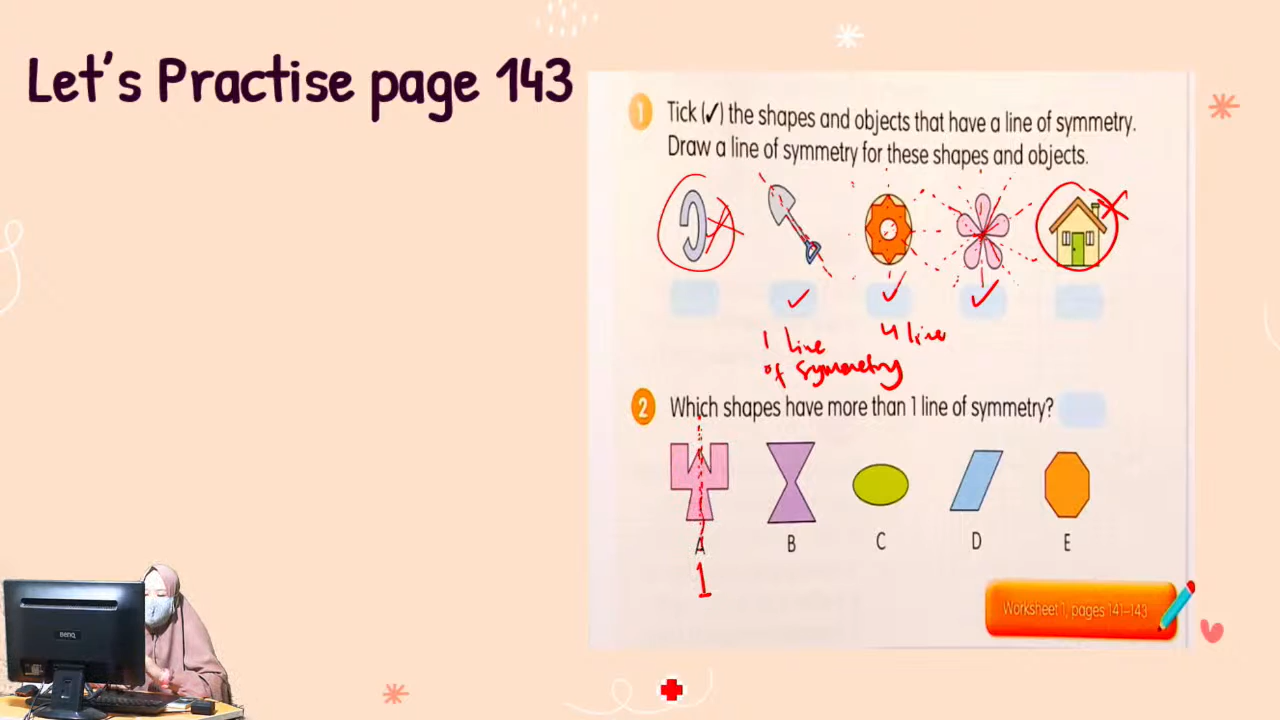 Let's Practise page 143
1 Tick (✓) the shapes and objects that have a line of symmetry.
Draw a line of symmetry for these shapes and objects.
1 line
of symmetry
4 line
2 Which shapes have more than 1 line of symmetry?
A B C D E
1
Worksheet 1, pages 141–143
BenQ